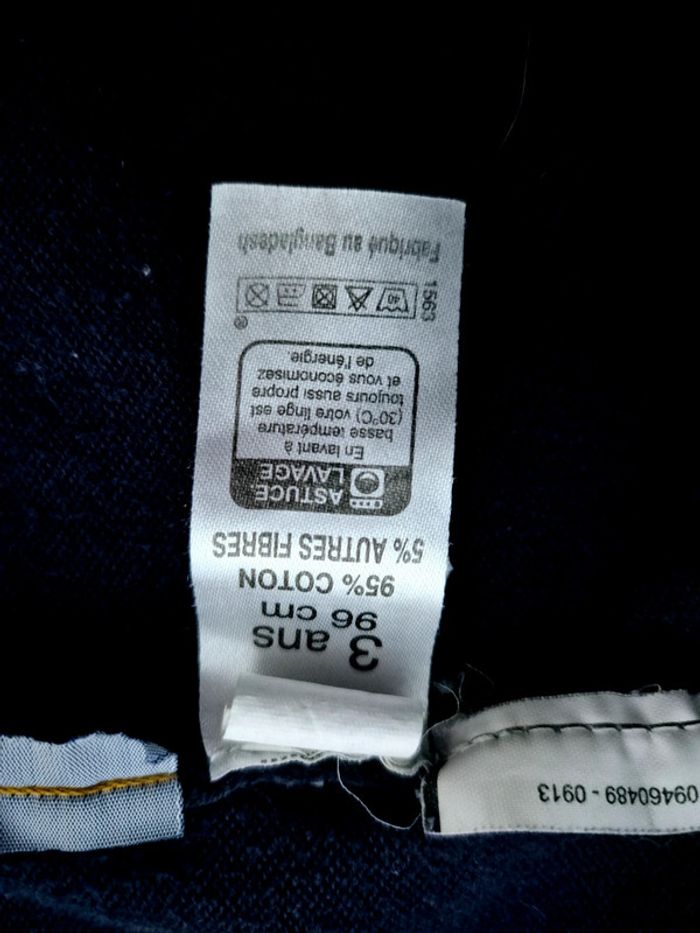 3 ans
96 cm
95% COTON
5% AUTRES FIBRES
ASTUCE
LAVAGE
En lavant à
basse température
(30°C) votre linge est
toujours aussi propre
et vous économisez
de l'énergie.
®
40
1563
Fabriqué au Bangladesh
09460489 - 0913